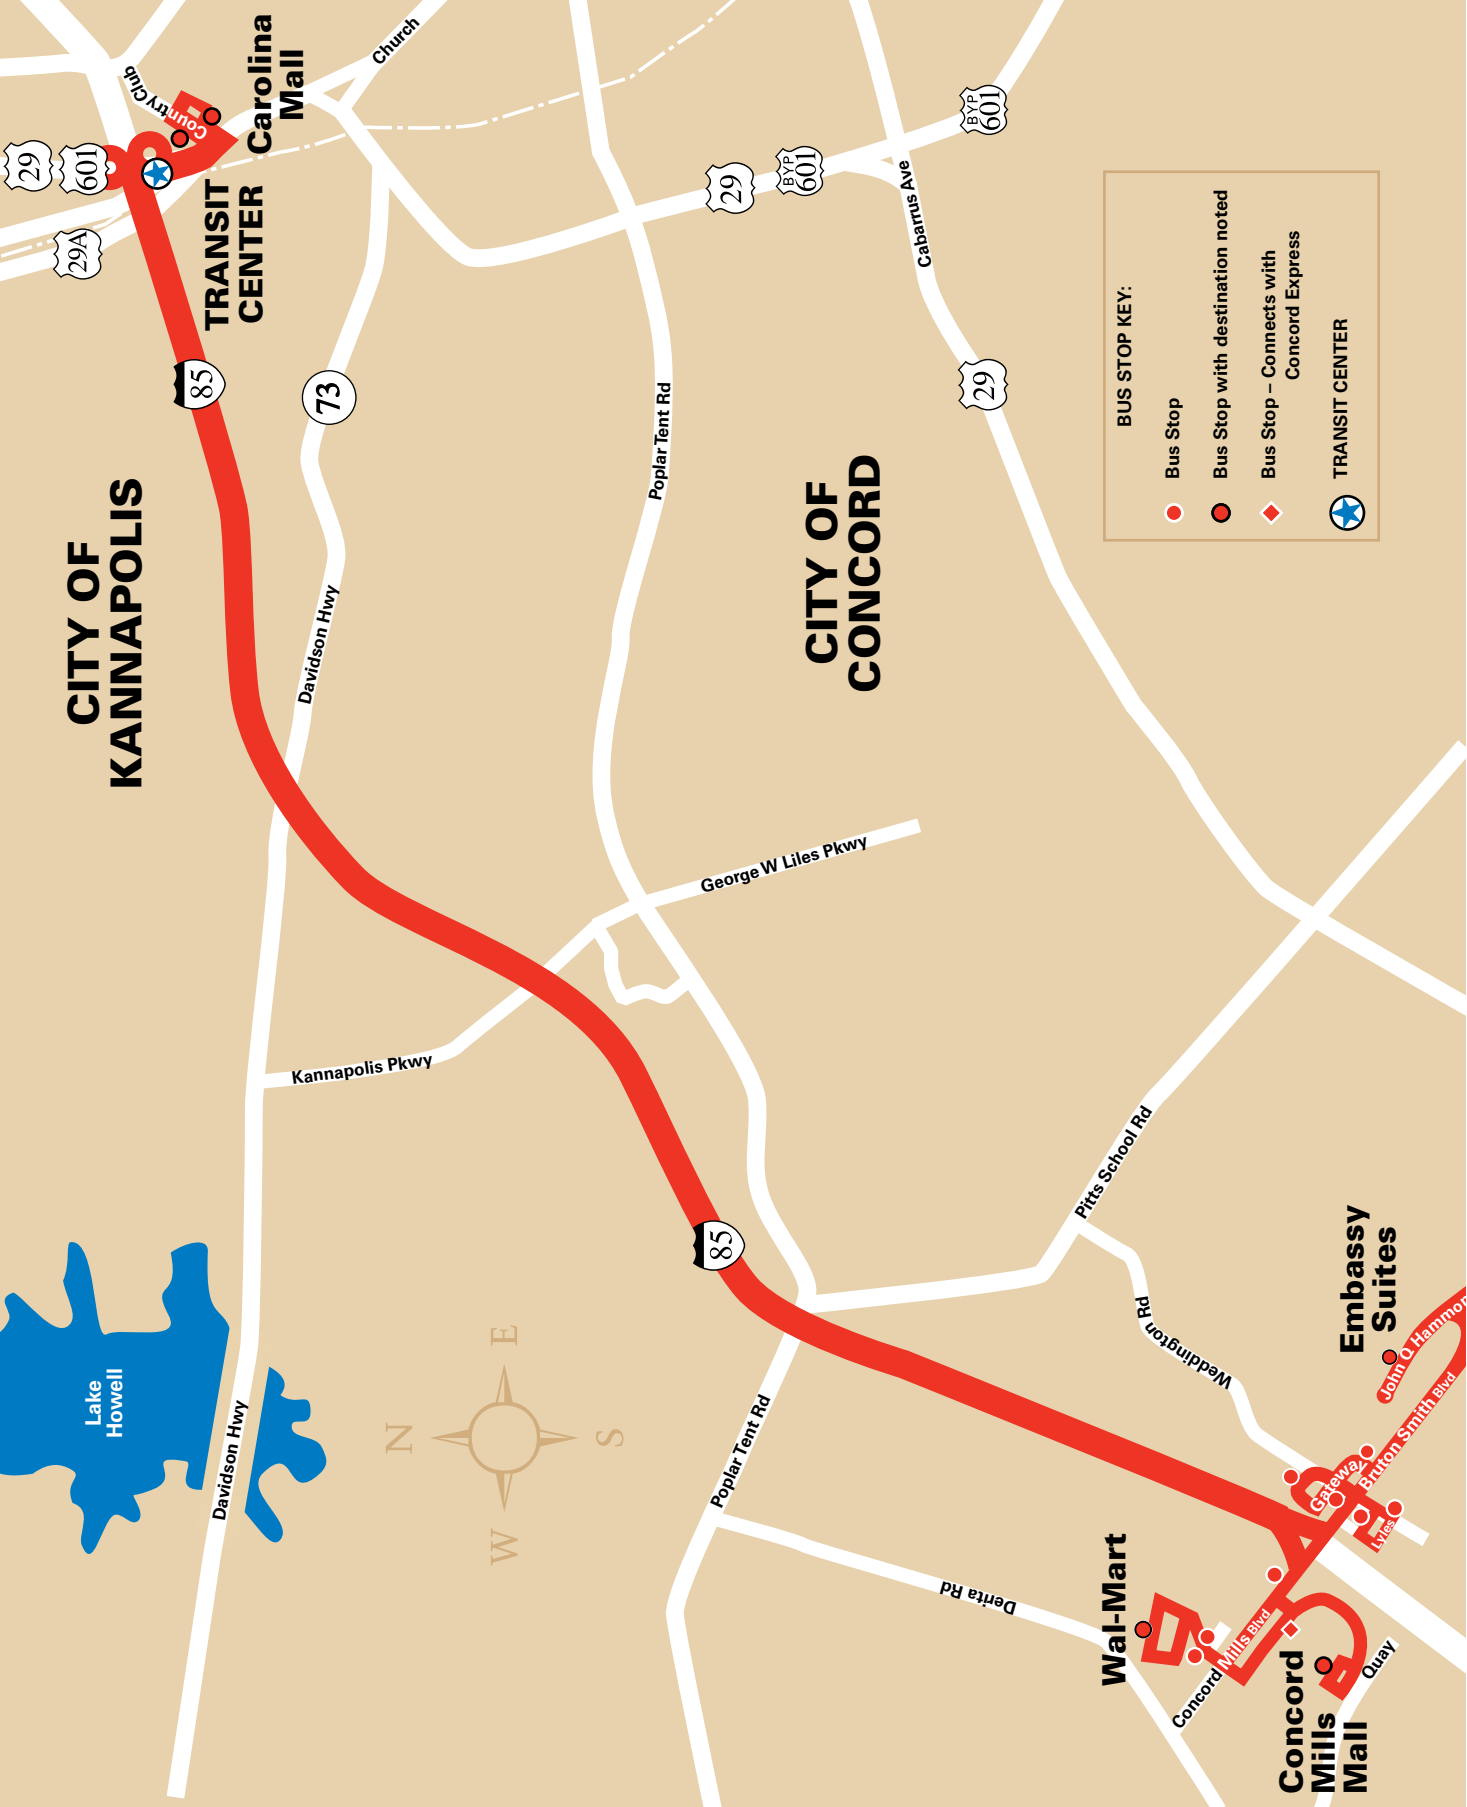 CITY OF
KANNAPOLIS
CITY OF
CONCORD
Lake
Howell
Davidson Hwy
Davidson Hwy
73
Kannapolis Pkwy
George W Liles Pkwy
Poplar Tent Rd
Poplar Tent Rd
Derita Rd
Pitts School Rd
Weddington Rd
Cabarrus Ave
Church
Country Club
29
601
29A
85
85
29
BYP
601
BYP
601
29
TRANSIT
CENTER
Carolina
Mall
N
E
S
W
Wal-Mart
Concord
Mills
Mall
Concord Mills Blvd
Quay
Gateway
Lyles
Bruton Smith Blvd
Embassy
Suites
BUS STOP KEY:
Bus Stop
Bus Stop with destination noted
Bus Stop – Connects with
Concord Express
TRANSIT CENTER